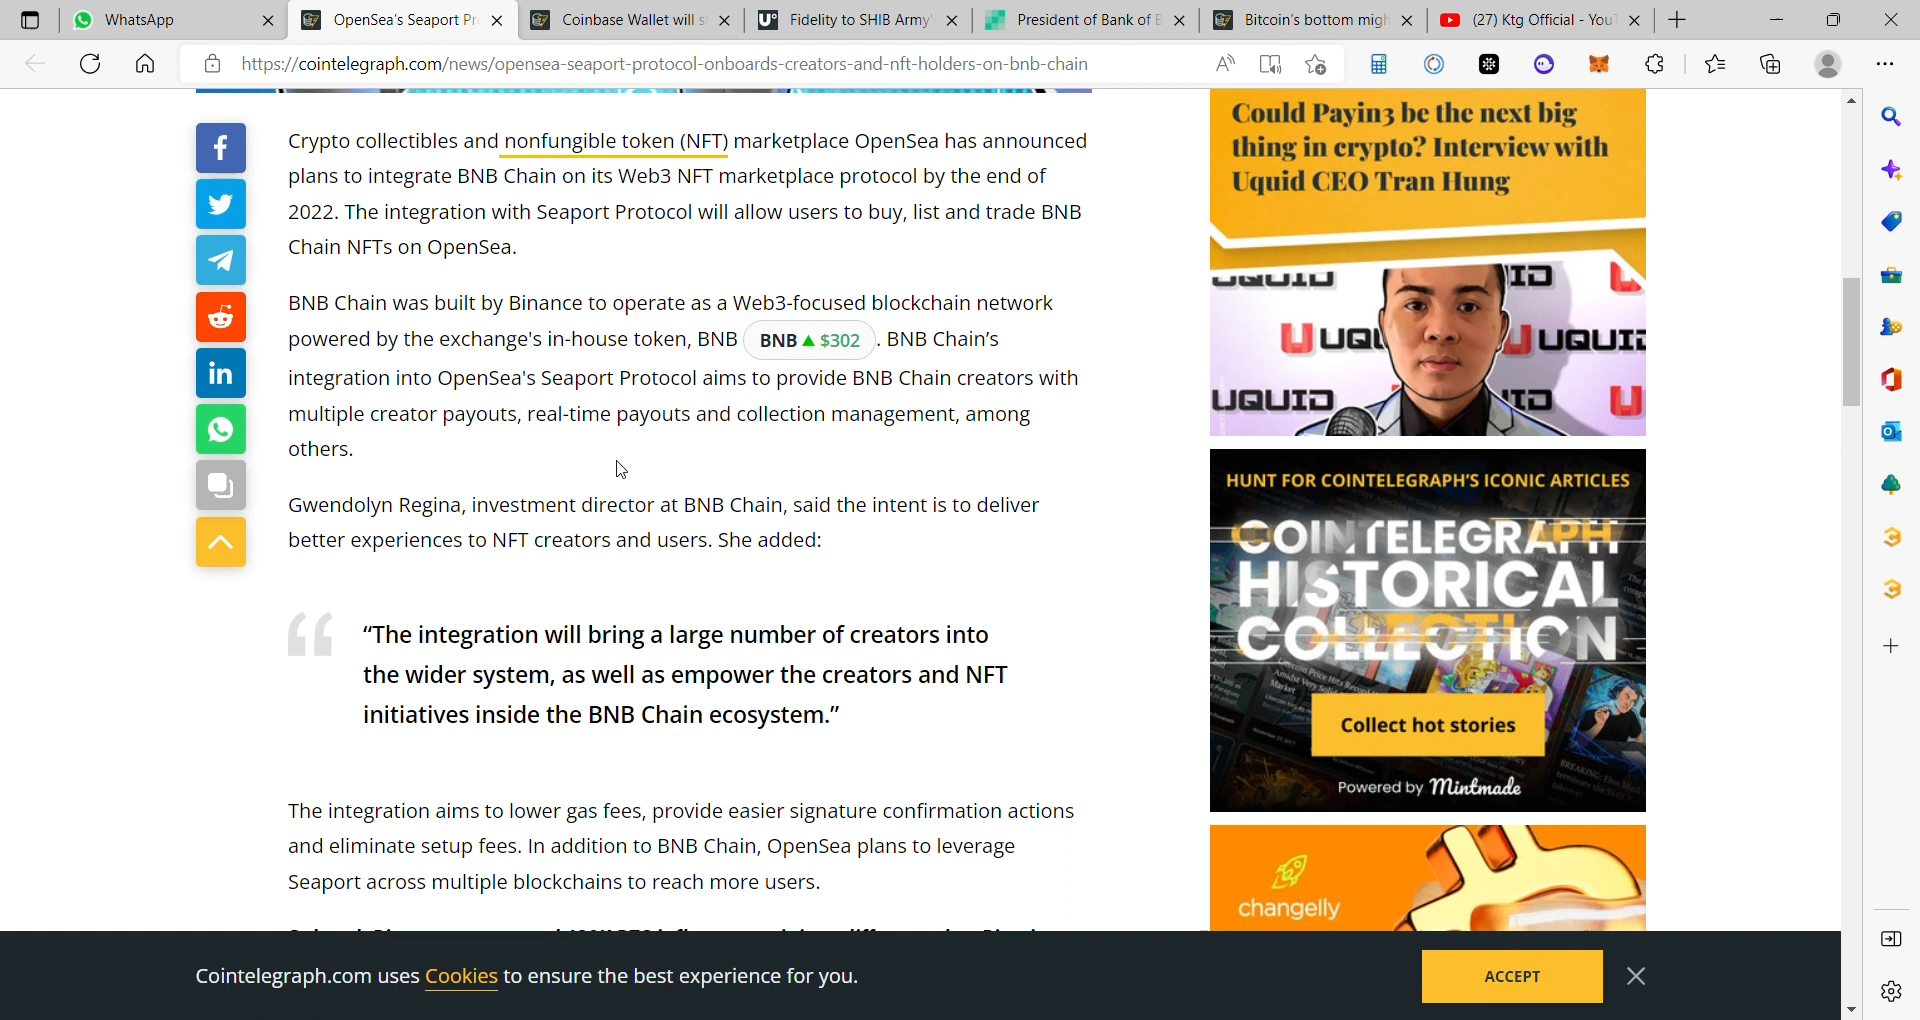 WhatsApp
OpenSea's Seaport Pr
Coinbase Wallet will s
Fidelity to SHIB Army'
President of Bank of E
Bitcoin's bottom migh
(27) Ktg Official - YouT
https://cointelegraph.com/news/opensea-seaport-protocol-onboards-creators-and-nft-holders-on-bnb-chain
Crypto collectibles and nonfungible token (NFT) marketplace OpenSea has announced
plans to integrate BNB Chain on its Web3 NFT marketplace protocol by the end of
2022. The integration with Seaport Protocol will allow users to buy, list and trade BNB
Chain NFTs on OpenSea.
BNB Chain was built by Binance to operate as a Web3-focused blockchain network
powered by the exchange's in-house token, BNB BNB ▲ $302 . BNB Chain’s
integration into OpenSea's Seaport Protocol aims to provide BNB Chain creators with
multiple creator payouts, real-time payouts and collection management, among
others.
Gwendolyn Regina, investment director at BNB Chain, said the intent is to deliver
better experiences to NFT creators and users. She added:
“The integration will bring a large number of creators into
the wider system, as well as empower the creators and NFT
initiatives inside the BNB Chain ecosystem.”
The integration aims to lower gas fees, provide easier signature confirmation actions
and eliminate setup fees. In addition to BNB Chain, OpenSea plans to leverage
Seaport across multiple blockchains to reach more users.
Could Payin3 be the next big
thing in crypto? Interview with
Uquid CEO Tran Hung
UQUID
UQUID
UQUID
HUNT FOR COINTELEGRAPH'S ICONIC ARTICLES
COINTELEGRAPH
HISTORICAL
COLLECTION
Collect hot stories
Powered by Mintmade
changelly
Cointelegraph.com uses Cookies to ensure the best experience for you.
ACCEPT